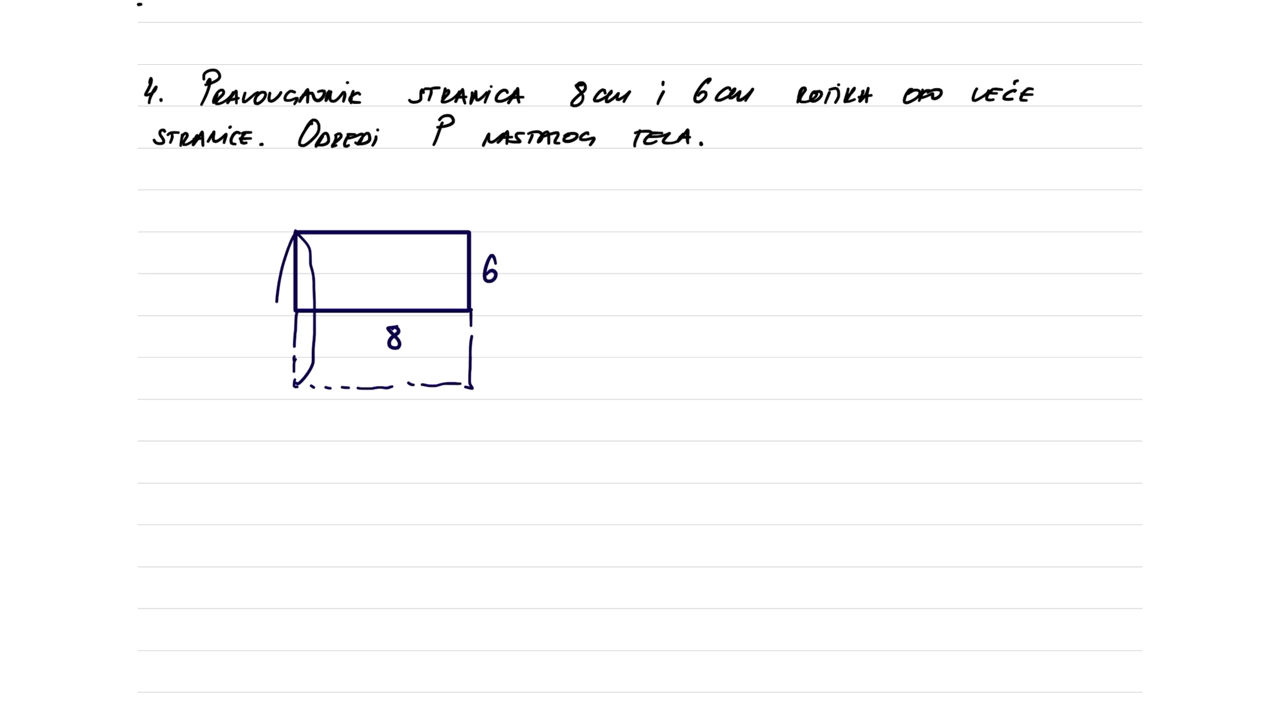 4. PRAVOUGAONIK STRANICA 8cm i 6cm ROTIRA OKO VEĆE
STRANICE. ODREDI P NASTALOG TELA.
6
8